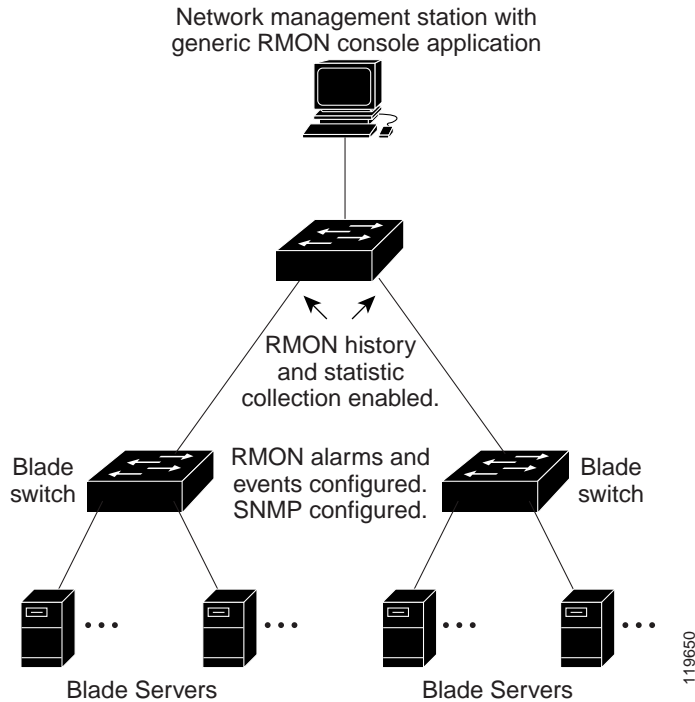 Network management station with
generic RMON console application
RMON history
and statistic
collection enabled.
Blade
switch
RMON alarms and
events configured.
SNMP configured.
Blade
switch
Blade Servers
Blade Servers
119650